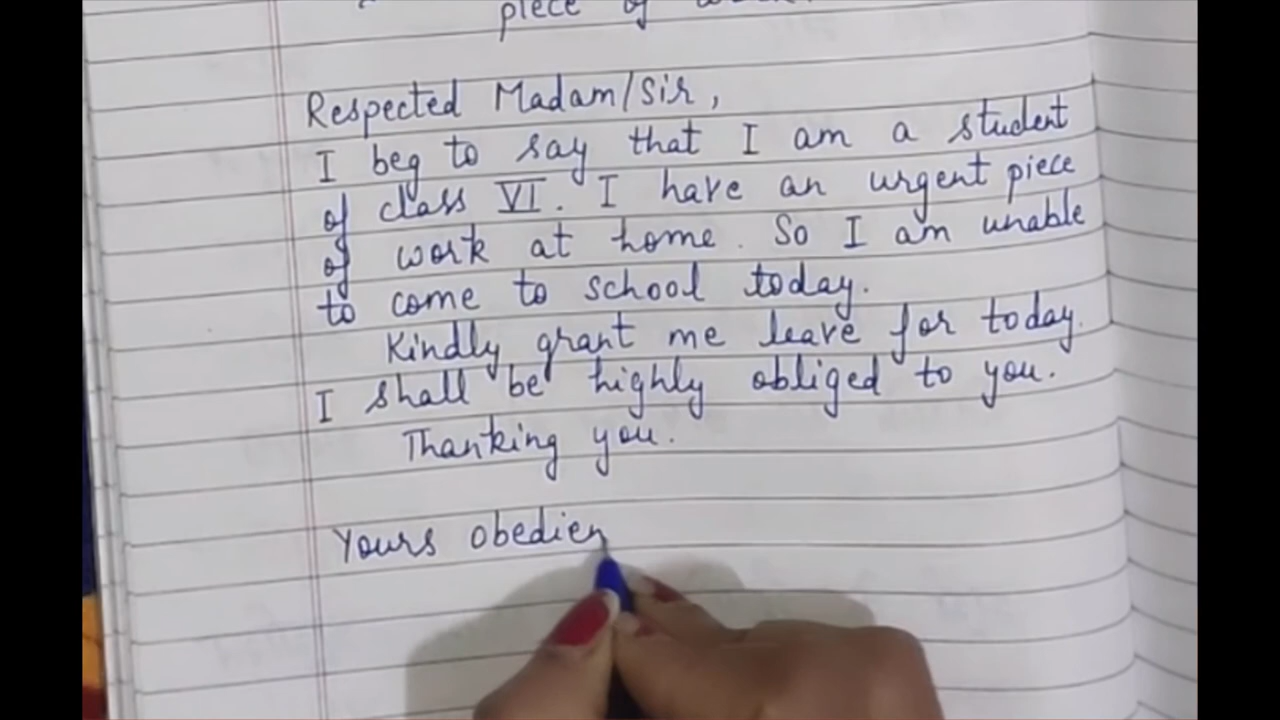 piece of
Respected Madam/Sir,
I beg to say that I am a student
of class VI. I have an urgent piece
of work at home. So I am unable
to come to school today.
Kindly grant me leave for today.
I shall be highly obliged to you.
Thanking you.
Yours obedien